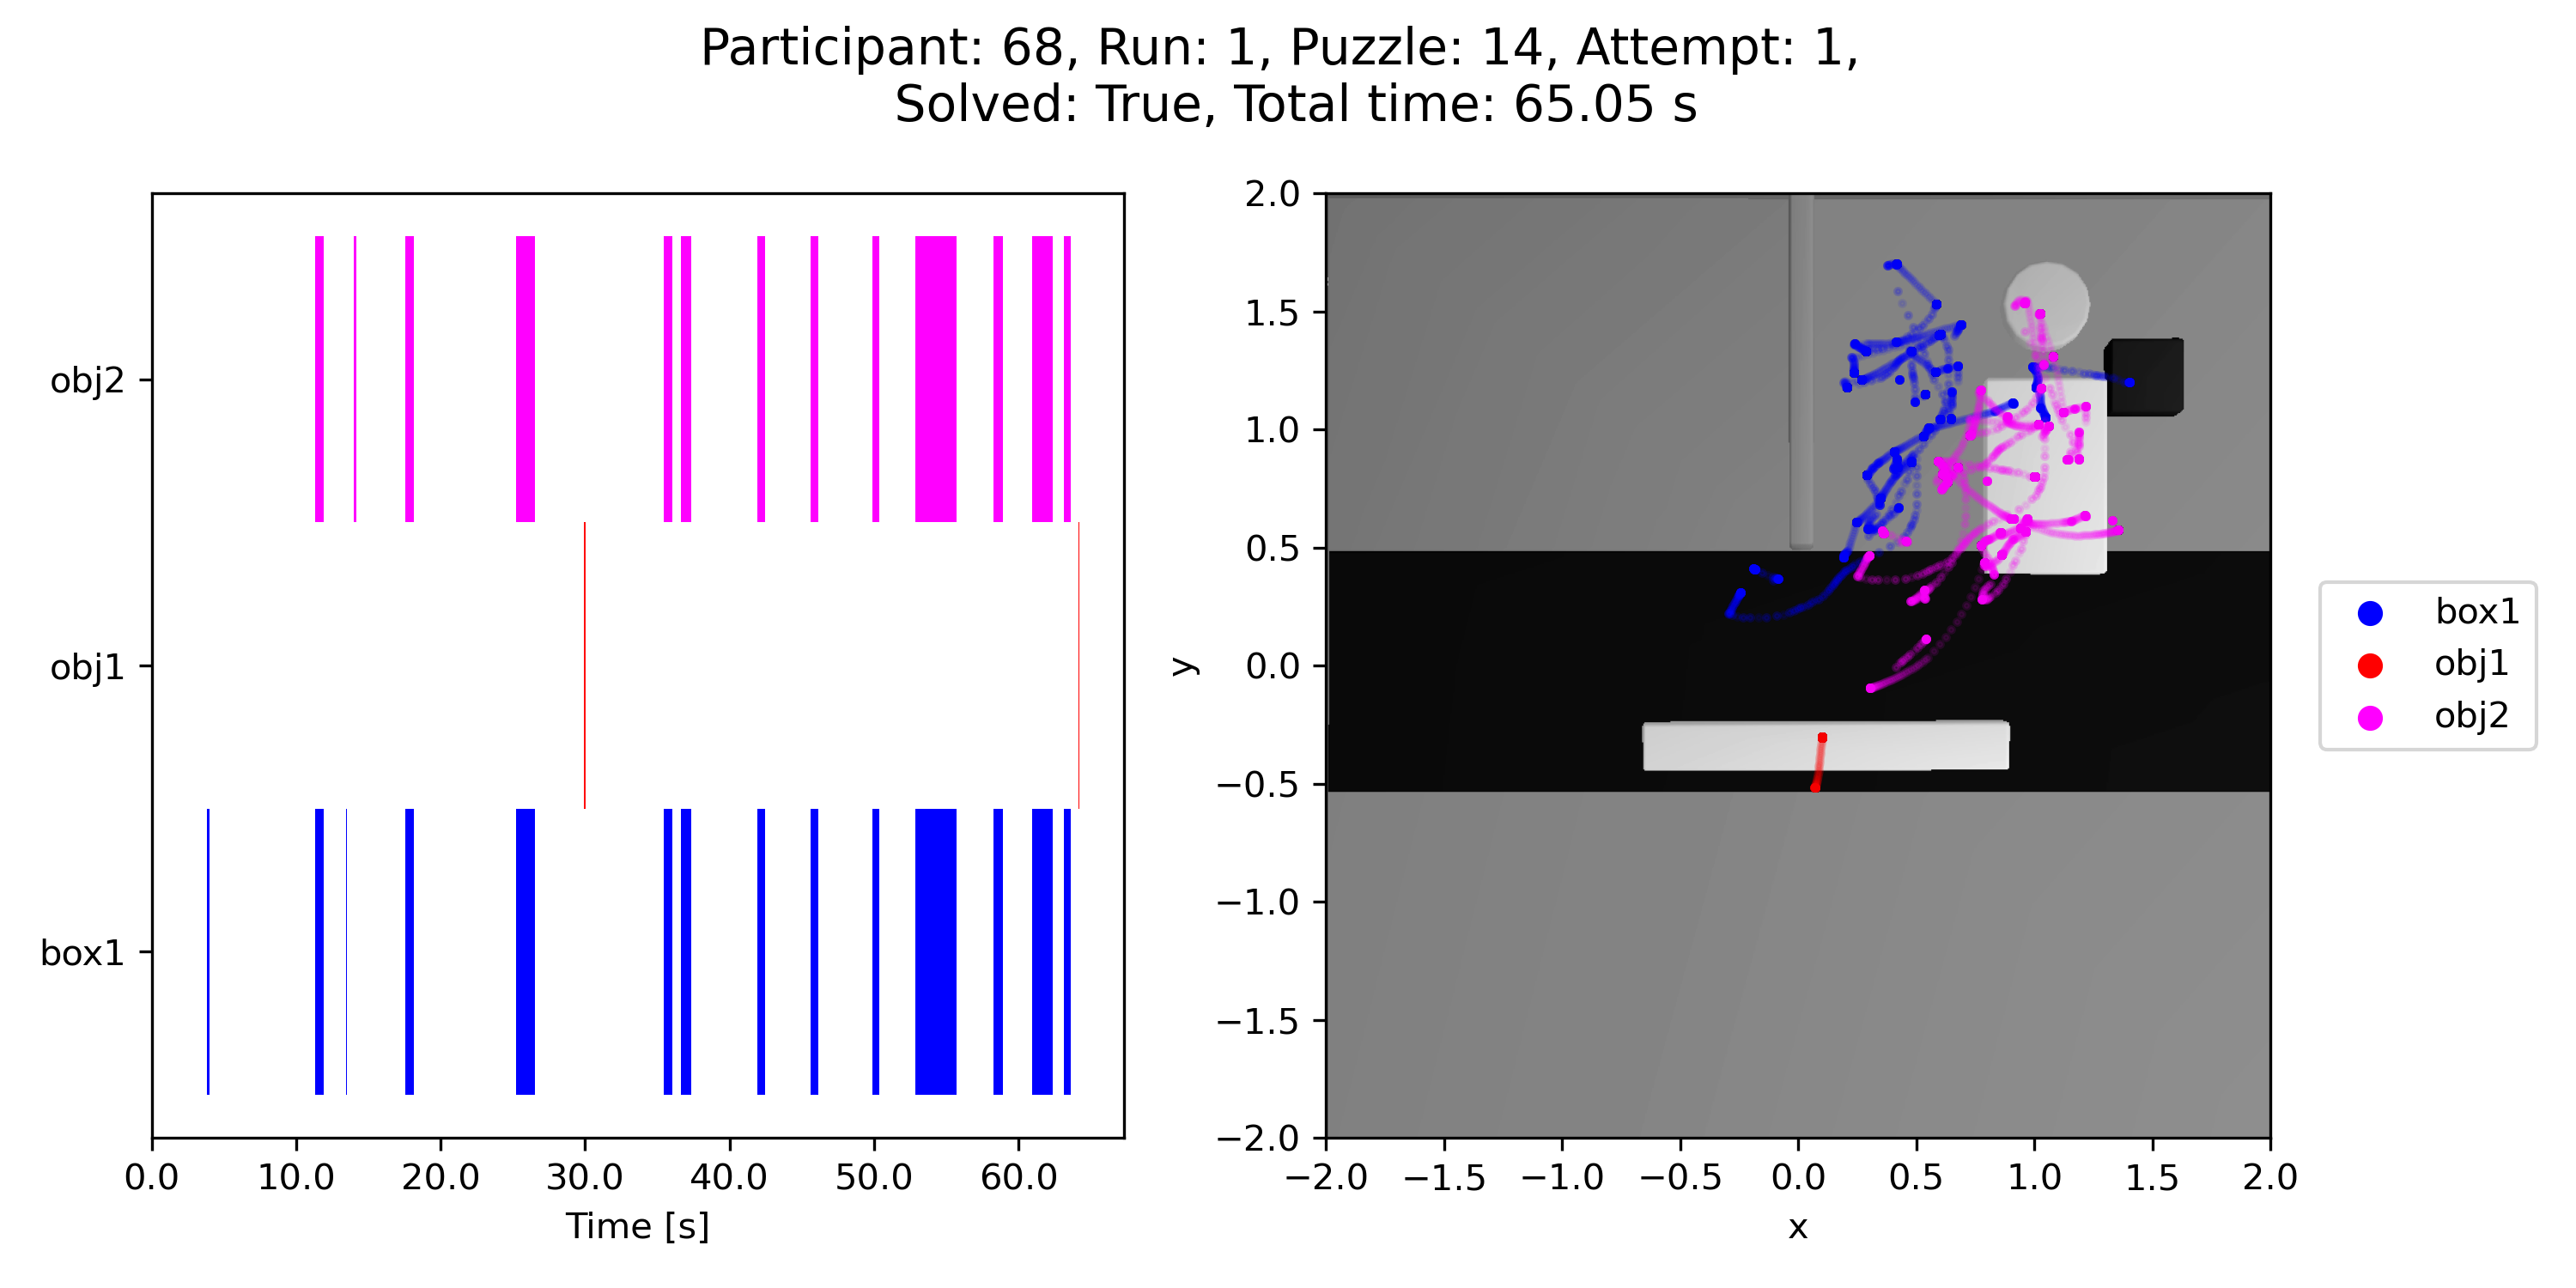 Participant: 68, Run: 1, Puzzle: 14, Attempt: 1,
Solved: True, Total time: 65.05 s
obj2
obj1
box1
0.0 10.0 20.0 30.0 40.0 50.0 60.0
Time [s]
2.0
1.5
1.0
0.5
0.0
−0.5
−1.0
−1.5
−2.0
y
−2.0 −1.5 −1.0 −0.5 0.0 0.5 1.0 1.5 2.0
x
box1
obj1
obj2